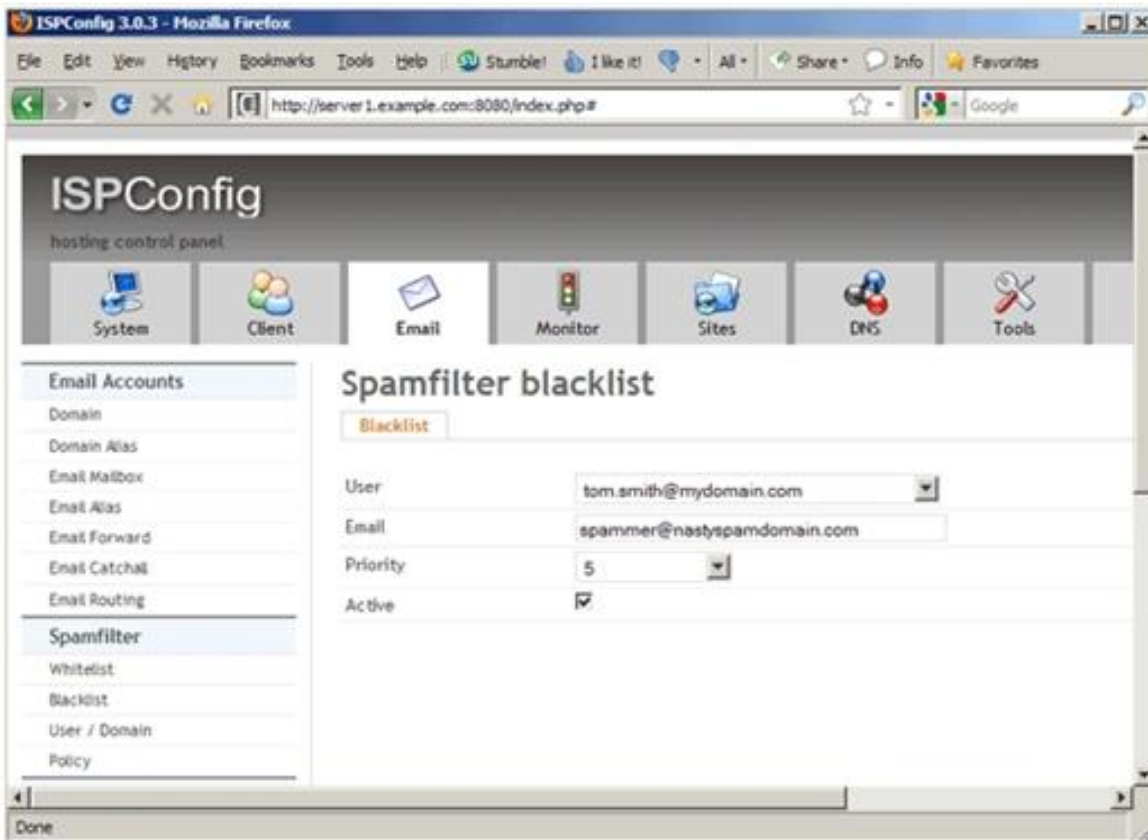 ISPConfig 3.0.3 - Mozilla Firefox
File Edit View History Bookmarks Tools Help Stumble! I like it! All Share Info Favorites
http://server1.example.com:8080/index.php# Google
ISPConfig
hosting control panel
System Client Email Monitor Sites DNS Tools
Email Accounts
Domain
Domain Alias
Email Mailbox
Email Alias
Email Forward
Email Catchall
Email Routing
Spamfilter
Whitelist
Blacklist
User / Domain
Policy
Spamfilter blacklist
Blacklist
User tom.smith@mydomain.com
Email spammer@nastyspamdomain.com
Priority 5
Active
Done